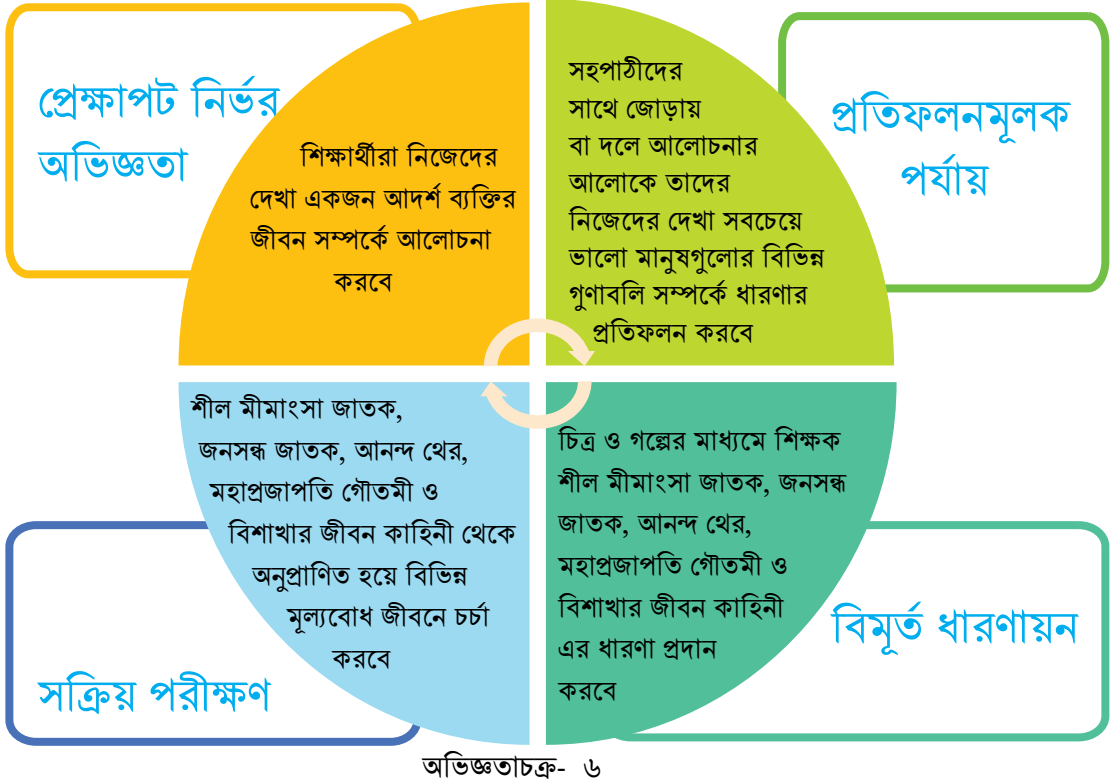 প্রেক্ষাপট নির্ভর
অভিজ্ঞতা
শিক্ষার্থীরা নিজেদের
দেখা একজন আদর্শ ব্যক্তির
জীবন সম্পর্কে আলোচনা
করবে
প্রতিফলনমূলক
পর্যায়
সহপাঠীদের
সাথে জোড়ায়
বা দলে আলোচনার
আলোকে তাদের
নিজেদের দেখা সবচেয়ে
ভালো মানুষগুলোর বিভিন্ন
গুণাবলি সম্পর্কে ধারণার
প্রতিফলন করবে
বিমূর্ত ধারণায়ন
চিত্র ও গল্পের মাধ্যমে শিক্ষক
শীল মীমাংসা জাতক, জনসন্ধ
জাতক, আনন্দ থের,
মহাপ্রজাপতি গৌতমী ও
বিশাখার জীবন কাহিনী
এর ধারণা প্রদান
করবে
সক্রিয় পরীক্ষণ
শীল মীমাংসা জাতক,
জনসন্ধ জাতক, আনন্দ থের,
মহাপ্রজাপতি গৌতমী ও
বিশাখার জীবন কাহিনী থেকে
অনুপ্রাণিত হয়ে বিভিন্ন
মূল্যবোধ জীবনে চর্চা
করবে
অভিজ্ঞতাচক্র- ৬